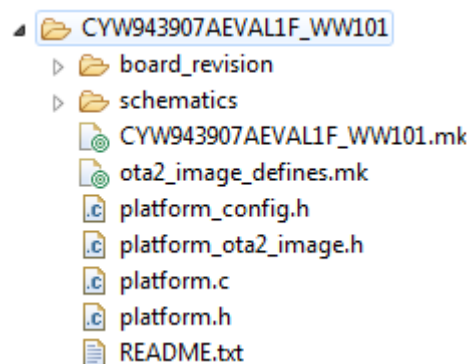 CYW943907AEVAL1F_WW101
board_revision
schematics
CYW943907AEVAL1F_WW101.mk
ota2_image_defines.mk
platform_config.h
platform_ota2_image.h
platform.c
platform.h
README.txt